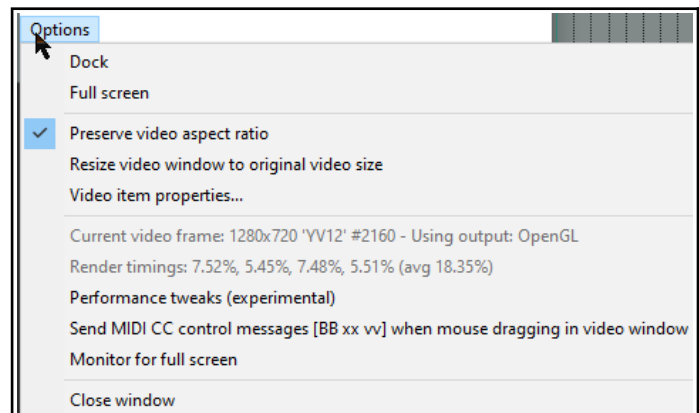 Options
Dock
Full screen
Preserve video aspect ratio
Resize video window to original video size
Video item properties...
Current video frame: 1280x720 'YV12' #2160 - Using output: OpenGL
Render timings: 7.52%, 5.45%, 7.48%, 5.51% (avg 18.35%)
Performance tweaks (experimental)
Send MIDI CC control messages [BB xx vv] when mouse dragging in video window
Monitor for full screen
Close window